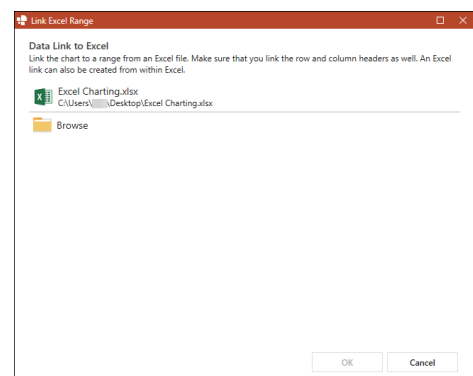 Link Excel Range
Data Link to Excel
Link the chart to a range from an Excel file. Make sure that you link the row and column headers as well. An Excel
link can also be created from within Excel.
Excel Charting.xlsx
C:\Users\ \Desktop\Excel Charting.xlsx
Browse
OK
Cancel